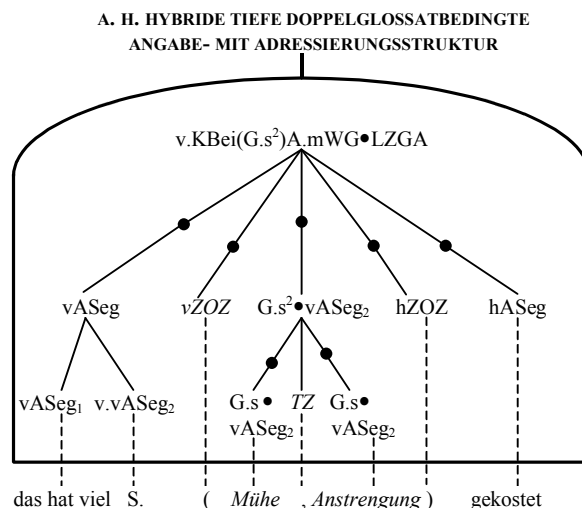 A. H. HYBRIDE TIEFE DOPPELGLOSSATBEDINGTE
ANGABE- MIT ADRESSIERUNGSSTRUKTUR
v.KBei(G.s²)A.mWG•LZGA
vASeg vZOZ G.s²•vASeg₂ hZOZ hASeg
vASeg₁ v.vASeg₂ G.s• TZ G.s•
vASeg₂ vASeg₂
das hat viel S. ( Mühe , Anstrengung ) gekostet